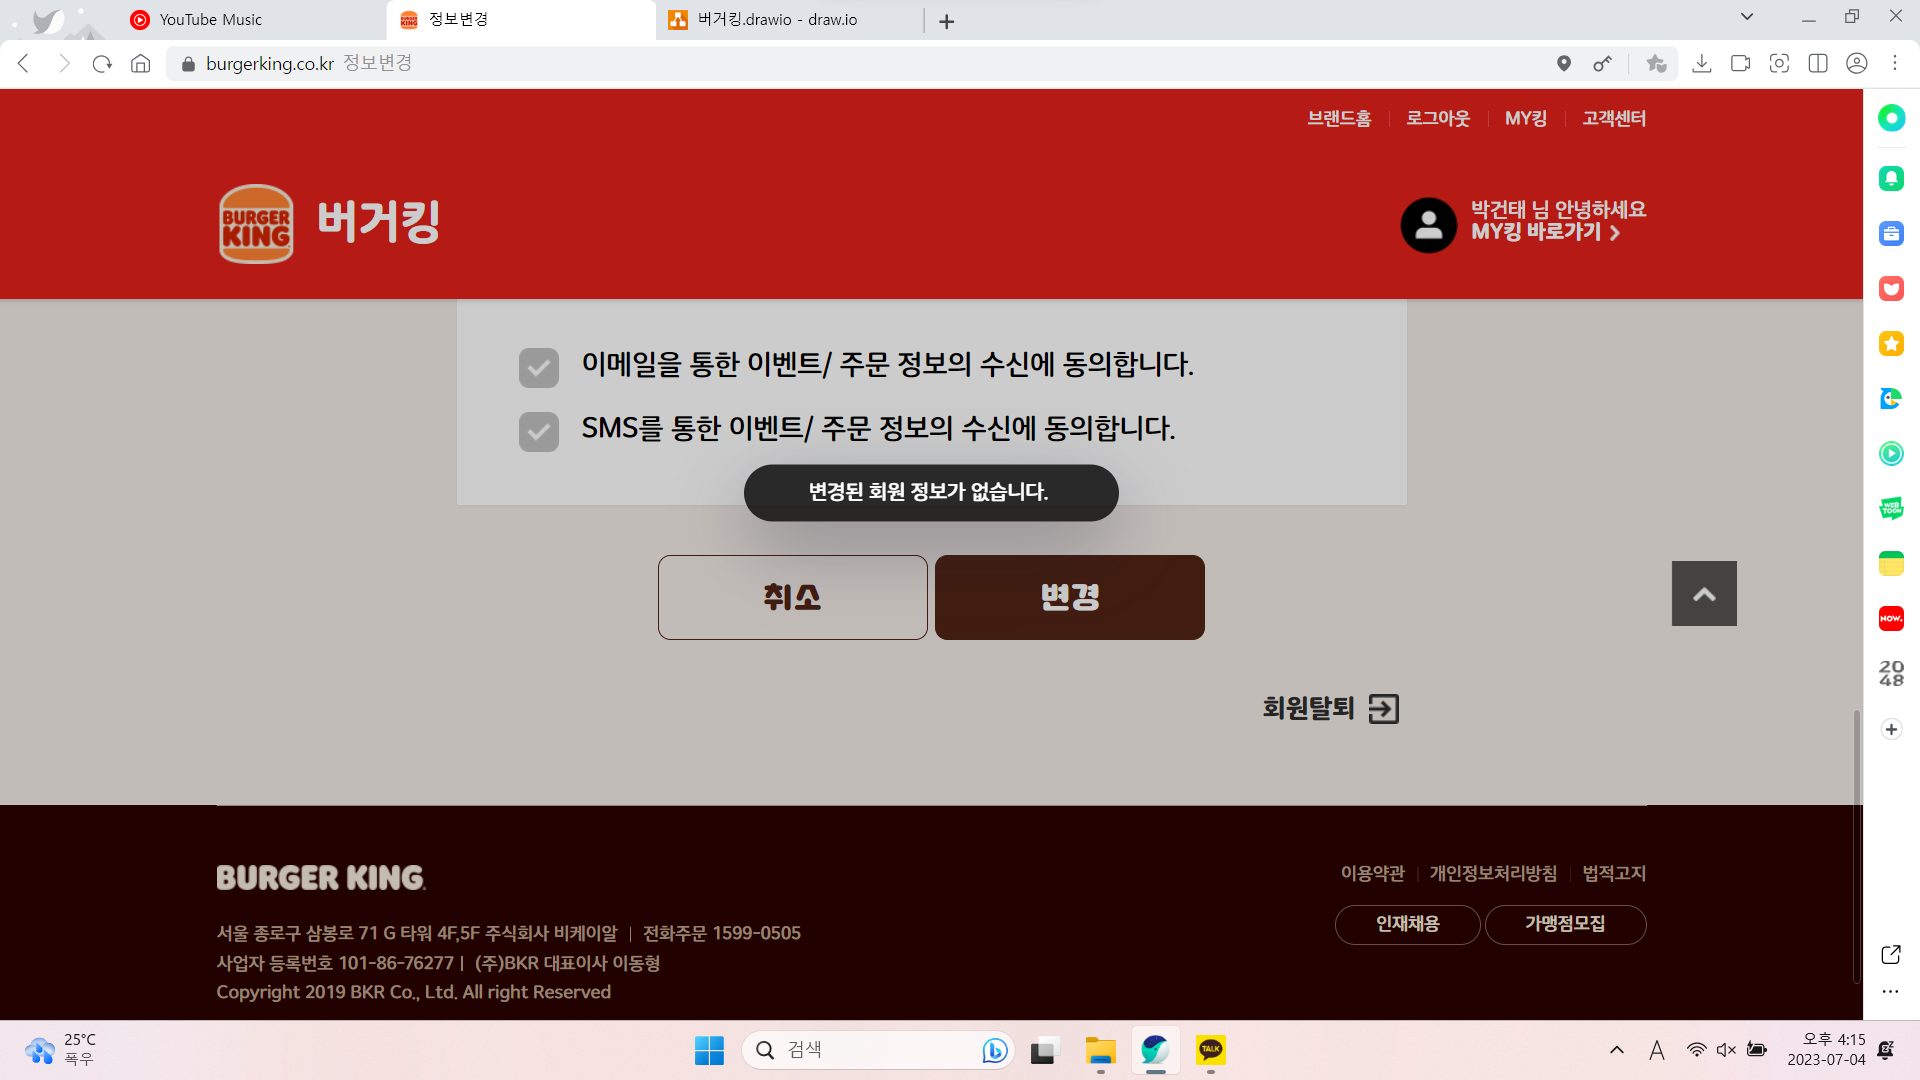 YouTube Music
정보변경
버거킹.drawio - draw.io
burgerking.co.kr 정보변경
브랜드홈
로그아웃
MY킹
고객센터
BURGER KING
버거킹
박건태 님 안녕하세요
MY킹 바로가기
이메일을 통한 이벤트/ 주문 정보의 수신에 동의합니다.
SMS를 통한 이벤트/ 주문 정보의 수신에 동의합니다.
변경된 회원 정보가 없습니다.
취소
변경
회원탈퇴
WEB TOON
NOW.
20
48
BURGER KING.
이용약관
개인정보처리방침
법적고지
인재채용
가맹점모집
서울 종로구 삼봉로 71 G 타워 4F,5F 주식회사 비케이알 | 전화주문 1599-0505
사업자 등록번호 101-86-76277 | (주)BKR 대표이사 이동형
Copyright 2019 BKR Co., Ltd. All right Reserved
25°C
폭우
검색
TALK
A
오후 4:15
2023-07-04